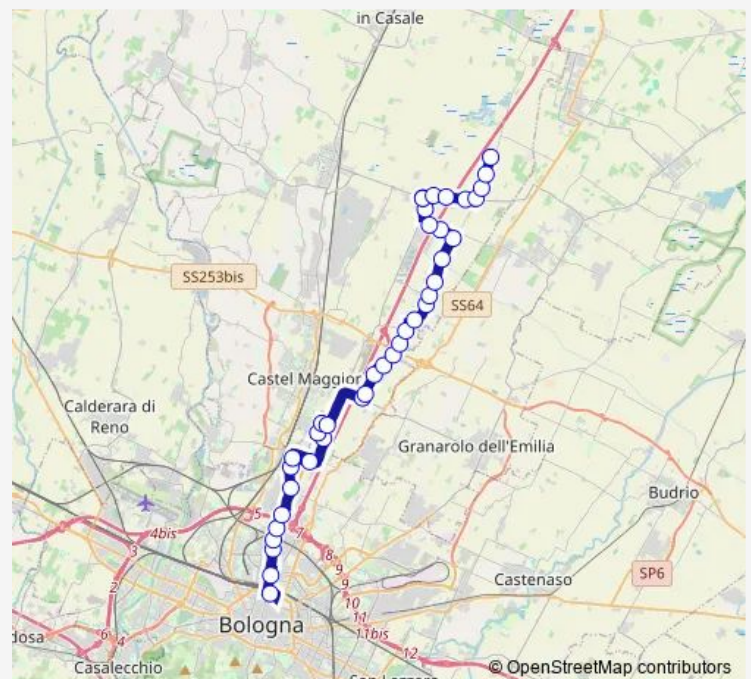 in Casale
SS253bis
SS64
Castel Maggior
Calderara di
Reno
Granarolo dell'Emilia
Budrio
5
4bis
7
3
8
9
2
9
Castenaso
SP6
10
11
Bologna
11bis
6
4
12
Casalecchio
© OpenStreetMap contributors